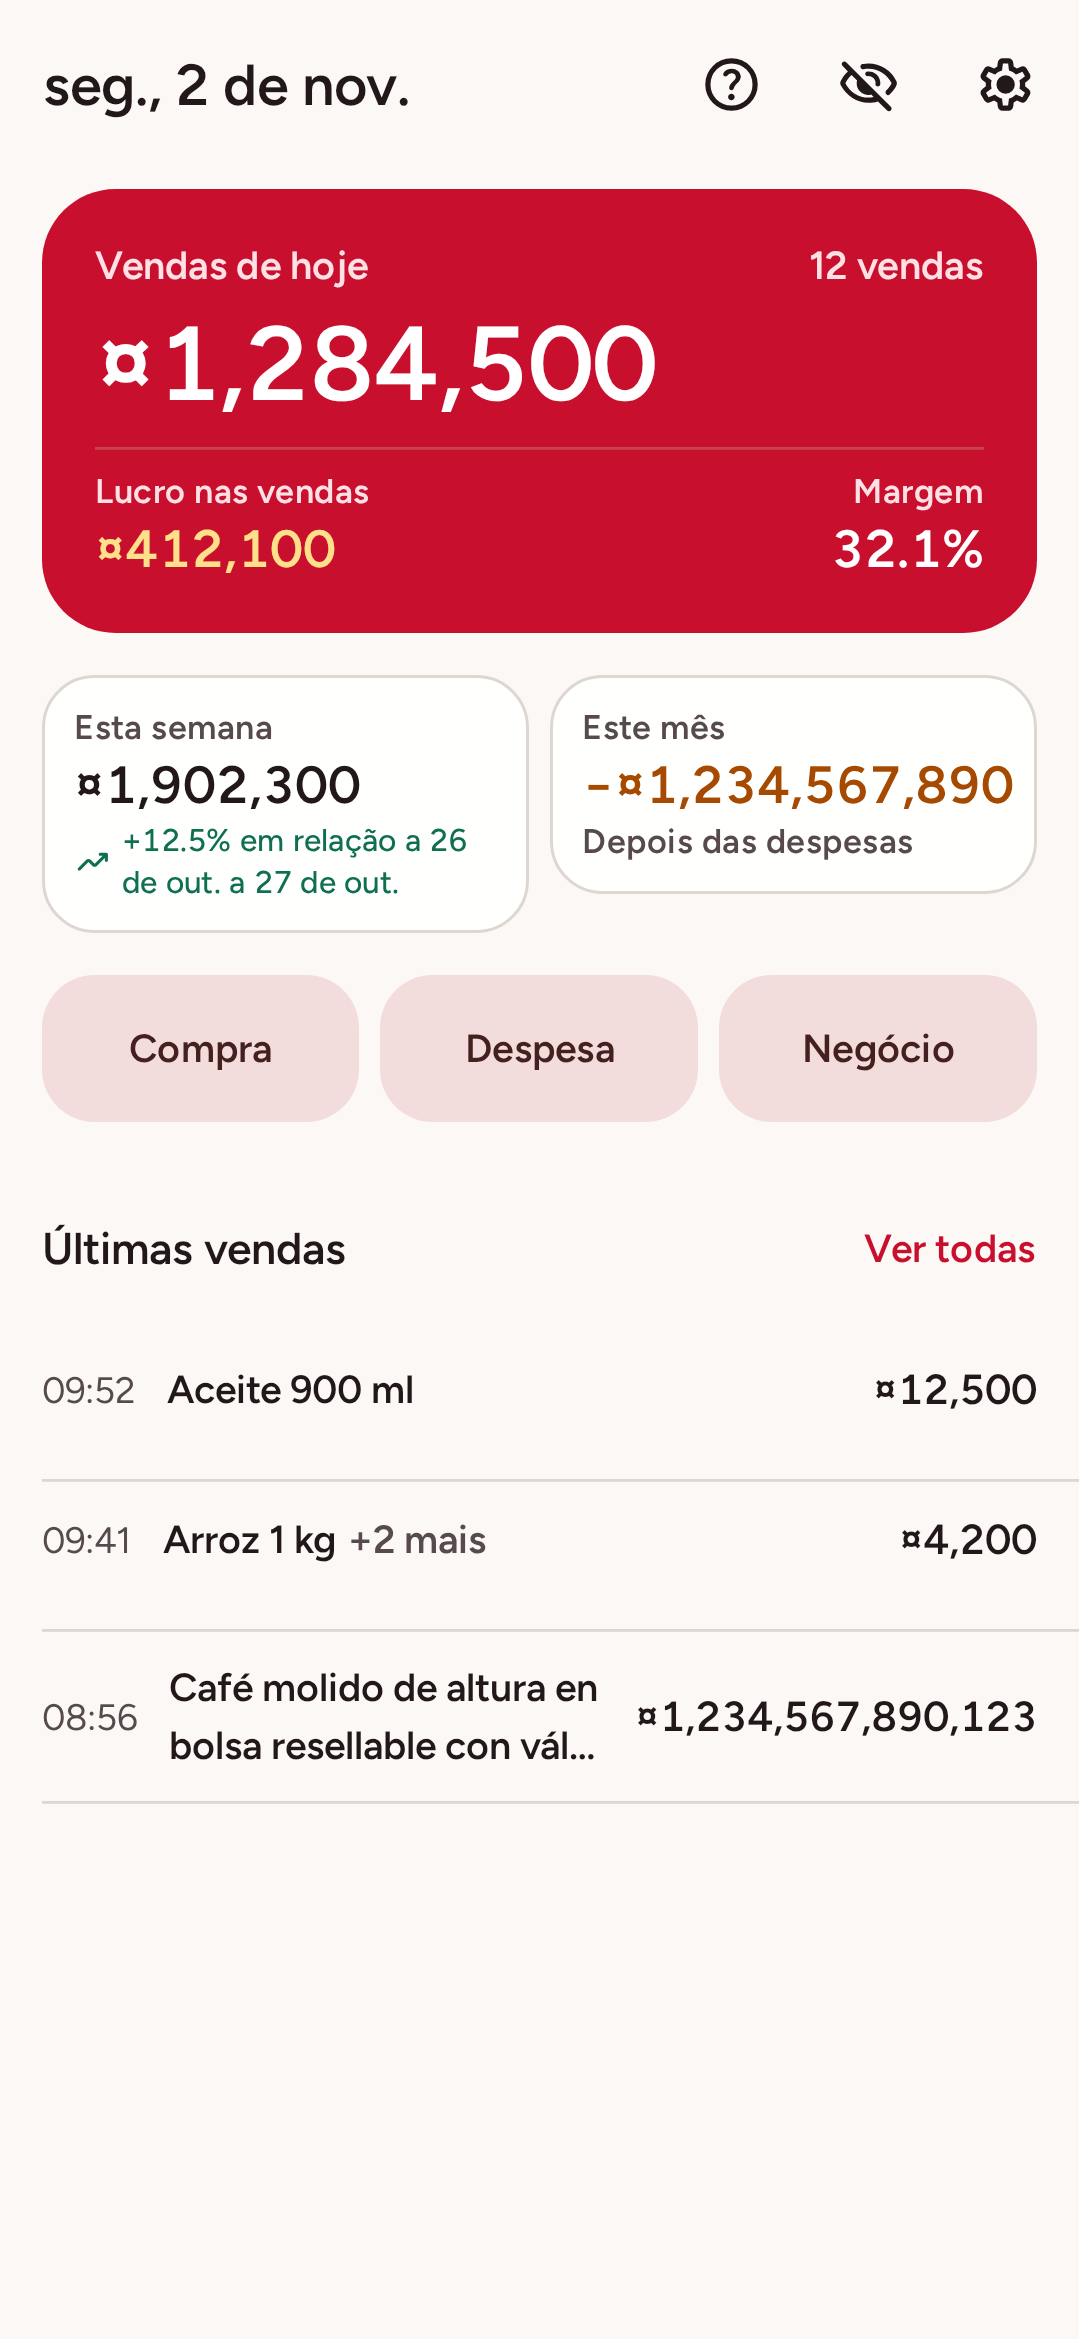 seg., 2 de nov.
Vendas de hoje
12 vendas
¤1,284,500
Lucro nas vendas
Margem
¤412,100
32.1%
Esta semana
¤1,902,300
+12.5% em relação a 26
de out. a 27 de out.
Este mês
−¤1,234,567,890
Depois das despesas
Compra
Despesa
Negócio
Últimas vendas
Ver todas
09:52 Aceite 900 ml ¤12,500
09:41 Arroz 1 kg +2 mais ¤4,200
08:56 Café molido de altura en
bolsa resellable con vál...
¤1,234,567,890,123